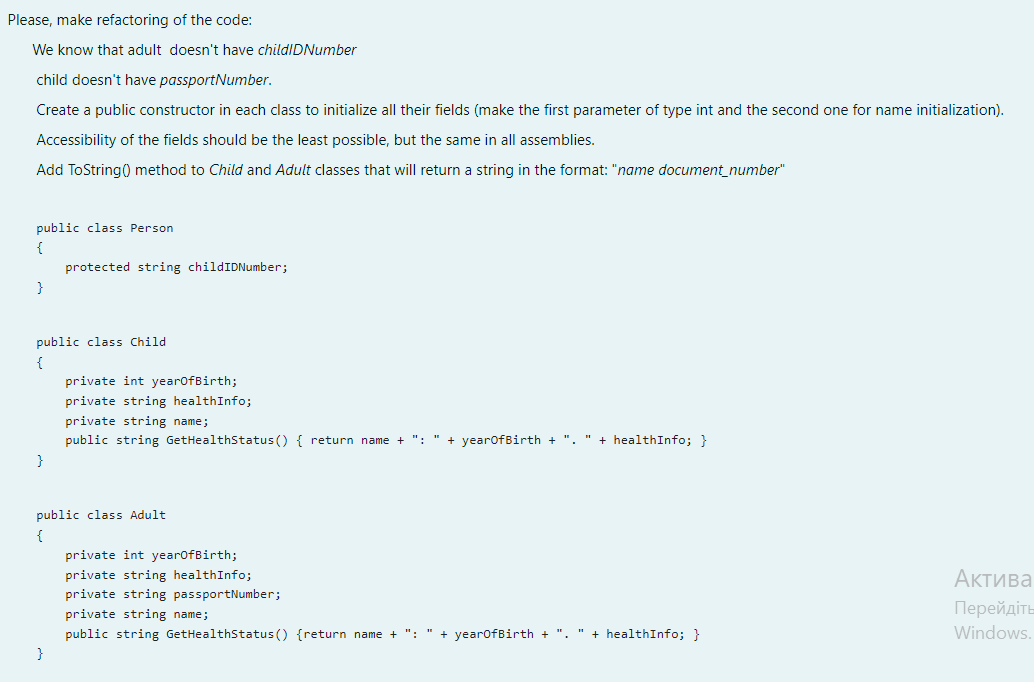 Please, make refactoring of the code:
We know that adult  doesn't have childIDNumber
child doesn't have passportNumber.
Create a public constructor in each class to initialize all their fields (make the first parameter of type int and the second one for name initialization).
Accessibility of the fields should be the least possible, but the same in all assemblies.
Add ToString() method to Child and Adult classes that will return a string in the format: "name document_number"
public class Person
{
    protected string childIDNumber;
}
public class Child
{
    private int yearOfBirth;
    private string healthInfo;
    private string name;
    public string GetHealthStatus() { return name + ": " + yearOfBirth + ". " + healthInfo; }
}
public class Adult
{
    private int yearOfBirth;
    private string healthInfo;
    private string passportNumber;
    private string name;
    public string GetHealthStatus() {return name + ": " + yearOfBirth + ". " + healthInfo; }
}
Актива
Перейдіть
Windows.